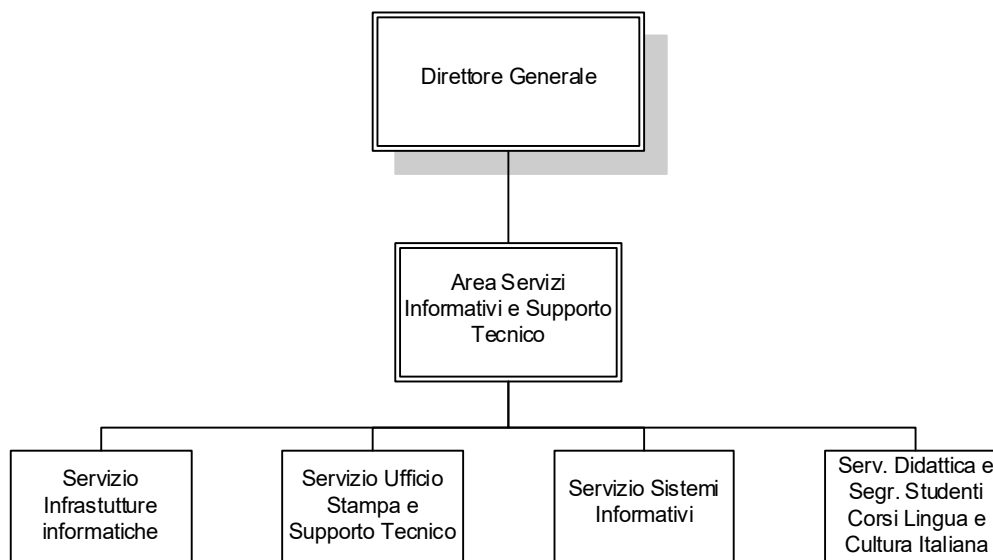 Direttore Generale
Area Servizi
Informativi e Supporto
Tecnico
Servizio
Infrastutture
informatiche
Servizio Ufficio
Stampa e
Supporto Tecnico
Servizio Sistemi
Informativi
Serv. Didattica e
Segr. Studenti
Corsi Lingua e
Cultura Italiana